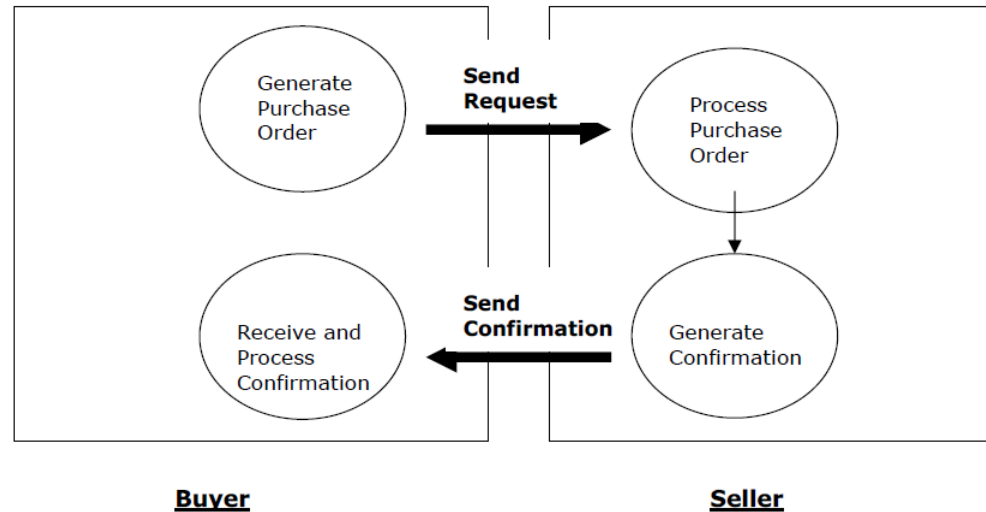 Generate
Purchase
Order
Send
Request
Process
Purchase
Order
Receive and
Process
Confirmation
Send
Confirmation
Generate
Confirmation
Buyer
Seller